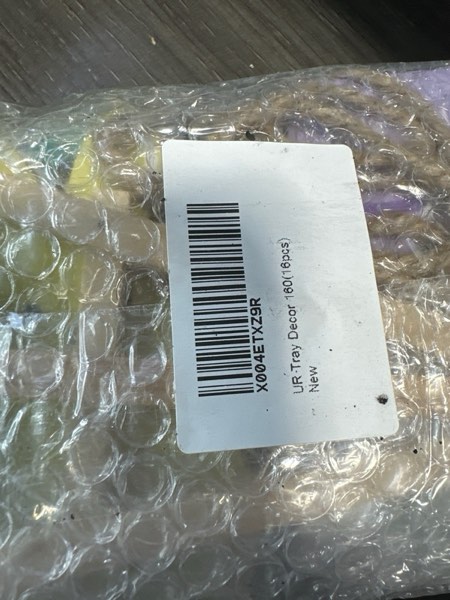 X004ETXZ9R
UR-Tray Decor 160(16pcs)
New